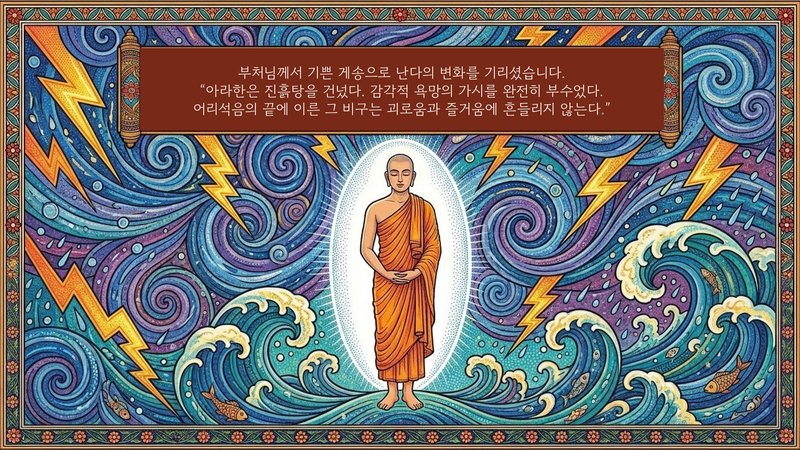 부처님께서 기쁜 게송으로 난다의 변화를 기리셨습니다.
“아라한은 진흙탕을 건넜다. 감각적 욕망의 가시를 완전히 부수었다.
어리석음의 끝에 이른 그 비구는 괴로움과 즐거움에 흔들리지 않는다.”